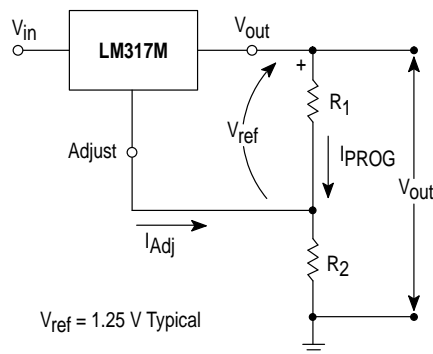 Vin
LM317M
Vout
+
R1
Vref
Adjust
IPROG
Vout
IAdj
R2
Vref = 1.25 V Typical